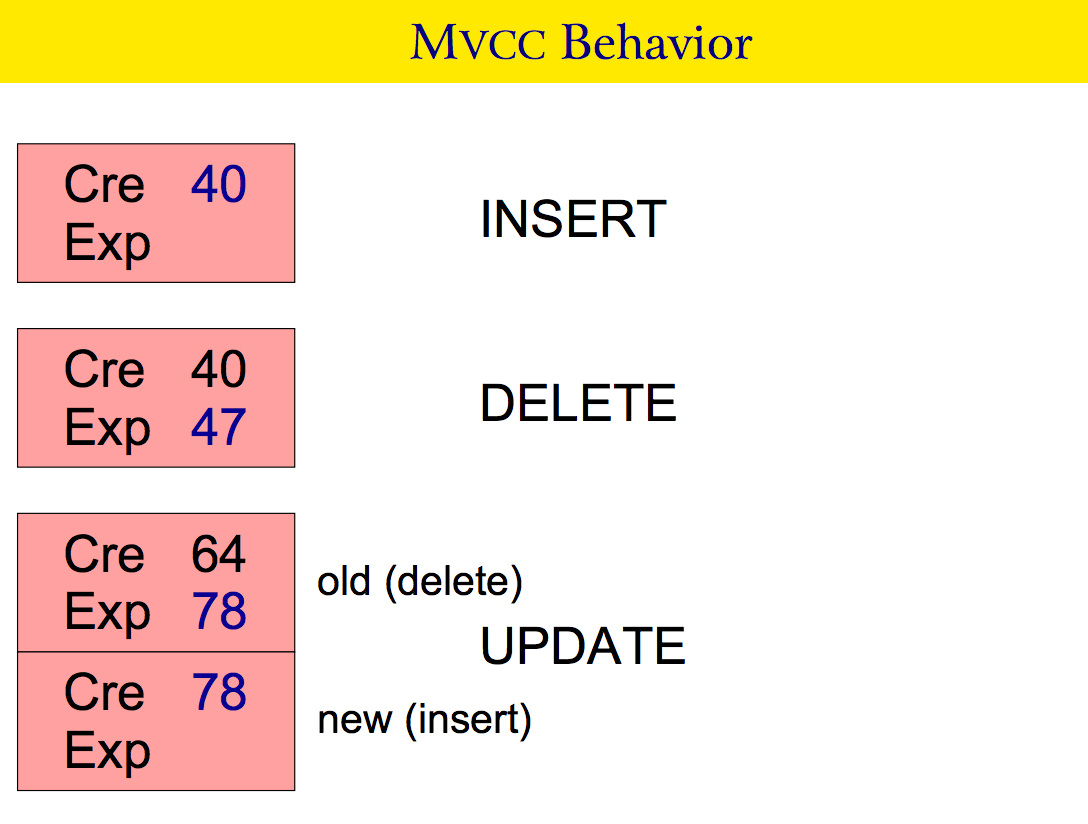 MVCC Behavior
Cre 40
Exp
INSERT
Cre 40
Exp 47
DELETE
Cre 64
Exp 78
old (delete)
UPDATE
Cre 78
Exp
new (insert)